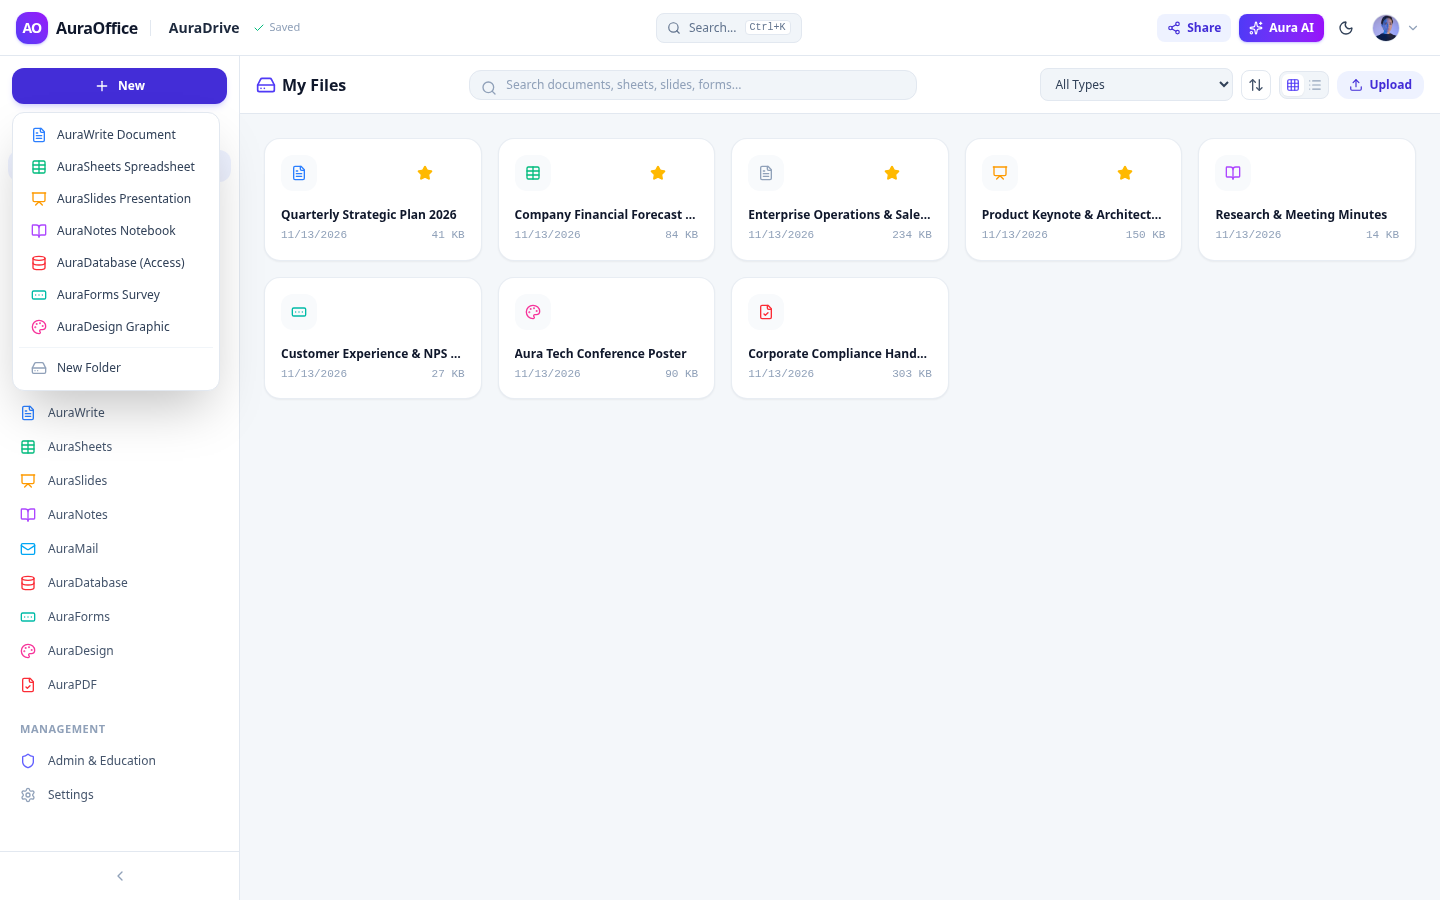 AO AuraOffice AuraDrive Saved
Search... Ctrl+K
Share
Aura AI
New
AuraWrite Document
AuraSheets Spreadsheet
AuraSlides Presentation
AuraNotes Notebook
AuraDatabase (Access)
AuraForms Survey
AuraDesign Graphic
New Folder
AuraWrite
AuraSheets
AuraSlides
AuraNotes
AuraMail
AuraDatabase
AuraForms
AuraDesign
AuraPDF
MANAGEMENT
Admin & Education
Settings
My Files
Search documents, sheets, slides, forms...
All Types
Upload
Quarterly Strategic Plan 2026
11/13/2026 41 KB
Company Financial Forecast ...
11/13/2026 84 KB
Enterprise Operations & Sale...
11/13/2026 234 KB
Product Keynote & Architect...
11/13/2026 150 KB
Research & Meeting Minutes
11/13/2026 14 KB
Customer Experience & NPS ...
11/13/2026 27 KB
Aura Tech Conference Poster
11/13/2026 90 KB
Corporate Compliance Hand...
11/13/2026 303 KB